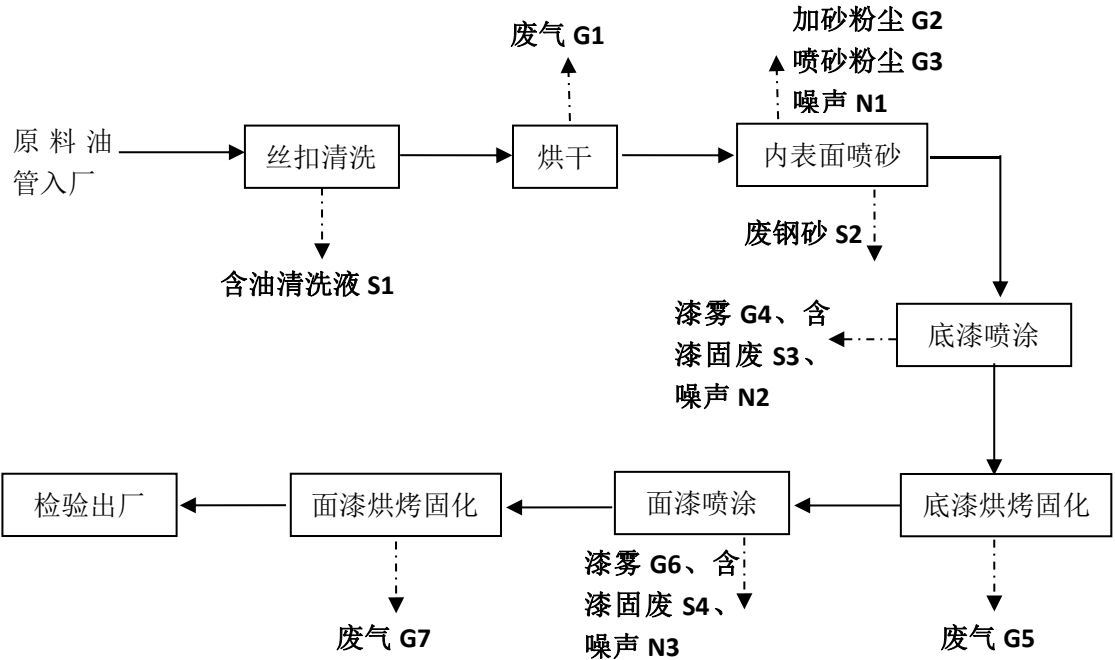 废气 G1
加砂粉尘 G2
喷砂粉尘 G3
噪声 N1
原料油
管入厂
丝扣清洗
烘干
内表面喷砂
含油清洗液 S1
废钢砂 S2
漆雾 G4、含
漆固废 S3、
噪声 N2
底漆喷涂
检验出厂
面漆烘烤固化
面漆喷涂
底漆烘烤固化
漆雾 G6、含
漆固废 S4、
噪声 N3
废气 G7
废气 G5